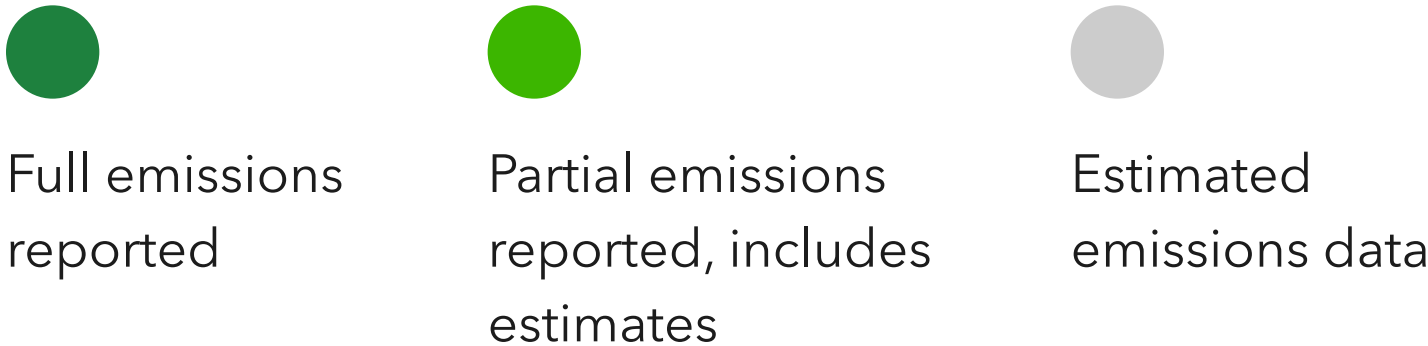 Full emissions
reported
Partial emissions
reported, includes
estimates
Estimated
emissions data